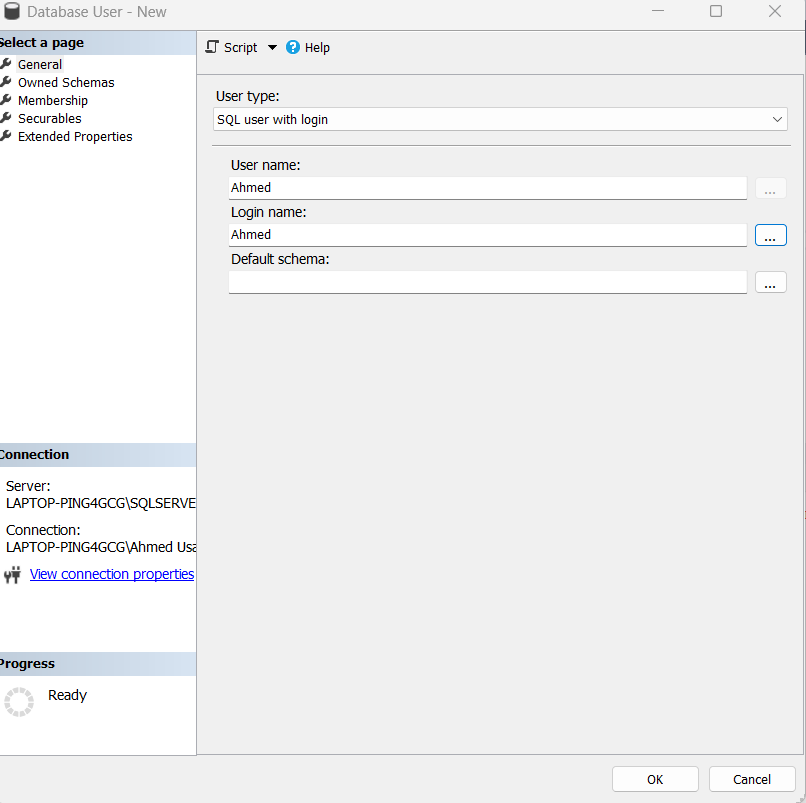 Database User - New
Select a page
General
Owned Schemas
Membership
Securables
Extended Properties
Script
Help
User type:
SQL user with login
User name:
Ahmed
...
Login name:
Ahmed
...
Default schema:
...
Connection
Server:
LAPTOP-PING4GCG\SQLSERVE
Connection:
LAPTOP-PING4GCG\Ahmed Usa
View connection properties
Progress
Ready
OK
Cancel